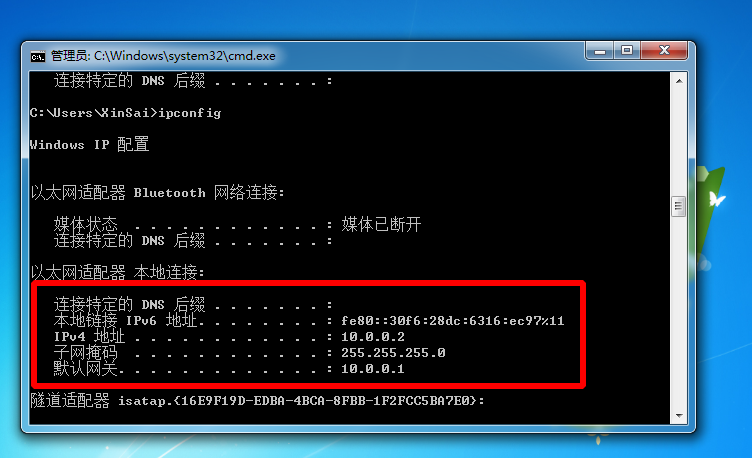 管理员: C:\Windows\system32\cmd.exe
连接特定的 DNS 后缀 . . . . . . . :
C:\Users\XinSai>ipconfig
Windows IP 配置
以太网适配器 Bluetooth 网络连接:
媒体状态  . . . . . . . . . . . . : 媒体已断开
连接特定的 DNS 后缀 . . . . . . . :
以太网适配器 本地连接:
连接特定的 DNS 后缀 . . . . . . . :
本地链接 IPv6 地址. . . . . . . . : fe80::30f6:28dc:6316:ec97%11
IPv4 地址 . . . . . . . . . . . . : 10.0.0.2
子网掩码  . . . . . . . . . . . . : 255.255.255.0
默认网关. . . . . . . . . . . . . : 10.0.0.1
隧道适配器 isatap.{16E9F19D-EDBA-4BCA-8FBB-1F2FCC5BA7E0}: